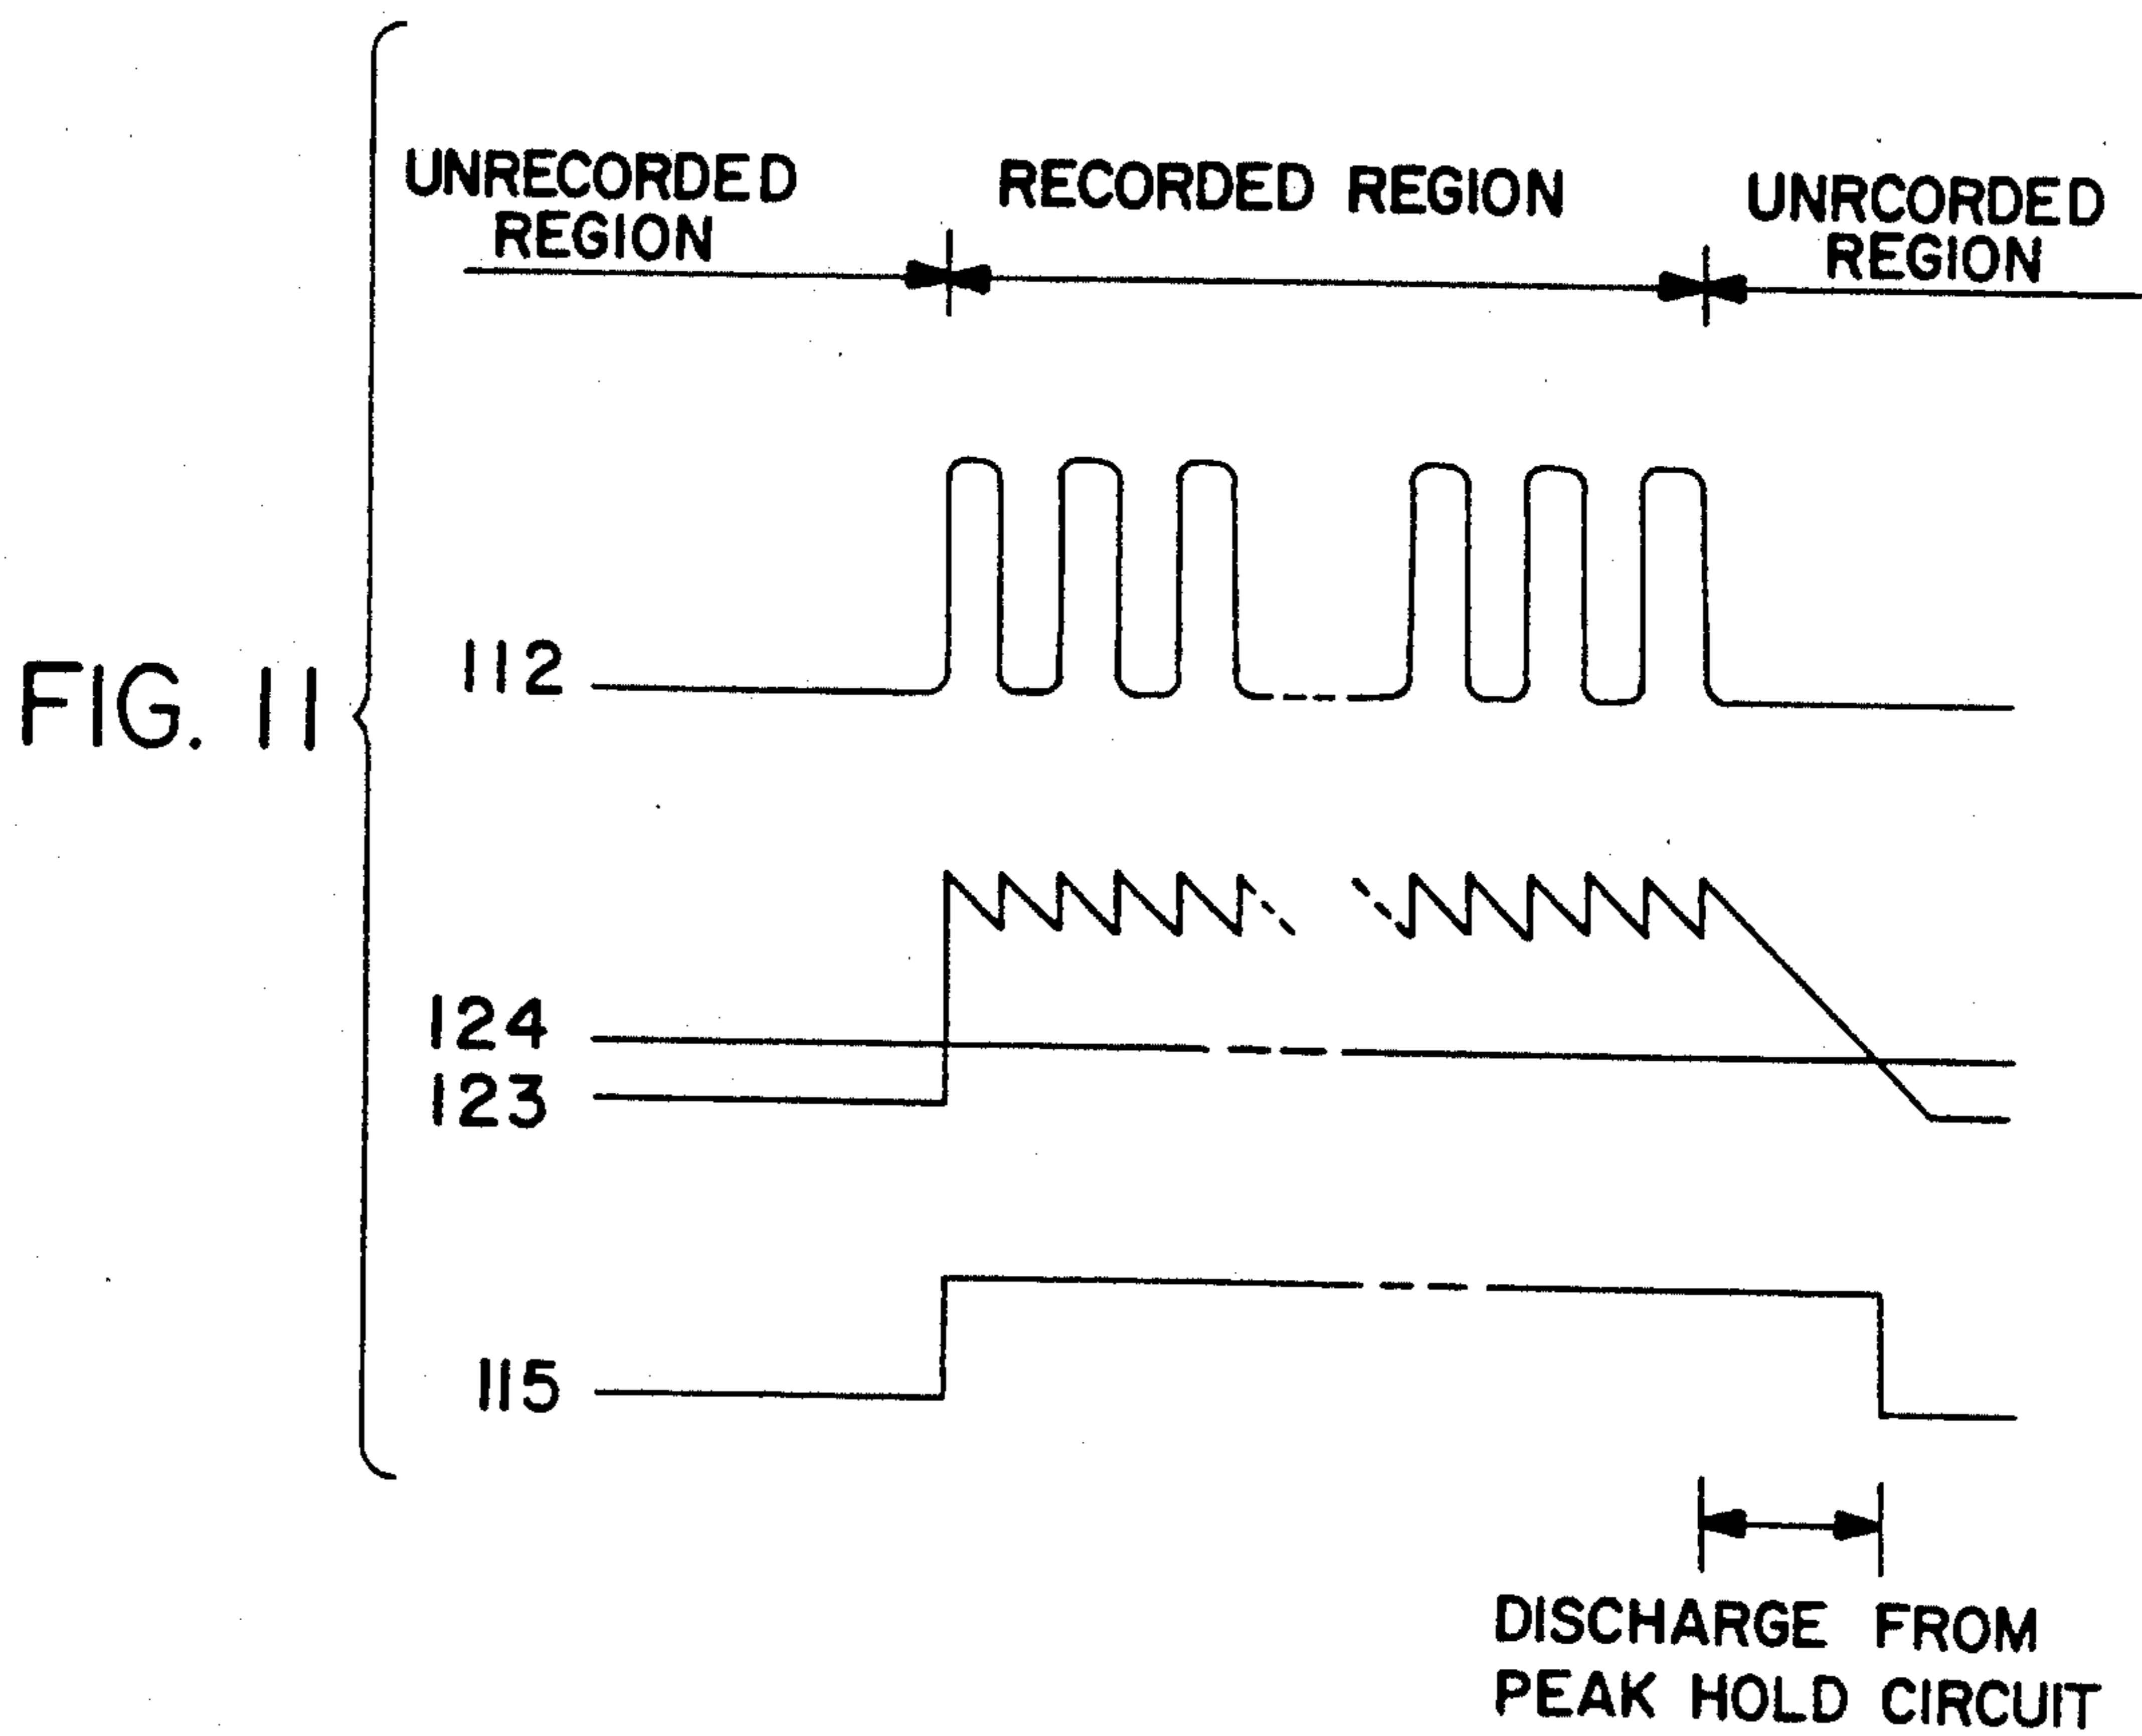 UNRECORDED
REGION
RECORDED REGION
UNRCORDED
REGION
FIG. 11
112
124
123
115
DISCHARGE FROM
PEAK HOLD CIRCUIT